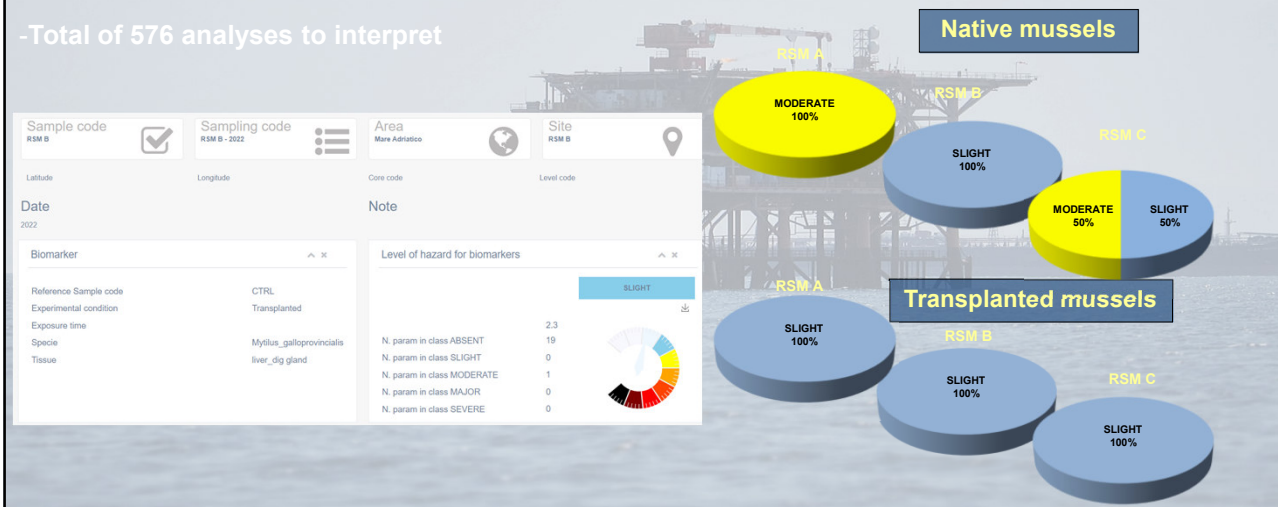 -Total of 576 analyses to interpret
Sample code
RSM B
Sampling code
RSM B - 2022
Area
Mare Adriatico
Site
RSM B
Latitude
Longitude
Core code
Level code
Date
2022
Note
Biomarker
Reference Sample code CTRL
Experimental condition Transplanted
Exposure time
Specie Mytilus_galloprovincialis
Tissue liver_dig gland
Level of hazard for biomarkers
SLIGHT
2.3
N. param in class ABSENT 19
N. param in class SLIGHT 0
N. param in class MODERATE 1
N. param in class MAJOR 0
N. param in class SEVERE 0
Native mussels
RSM A
MODERATE
100%
RSM B
SLIGHT
100%
RSM C
MODERATE
50%
SLIGHT
50%
Transplanted mussels
RSM A
SLIGHT
100%
RSM B
SLIGHT
100%
RSM C
SLIGHT
100%